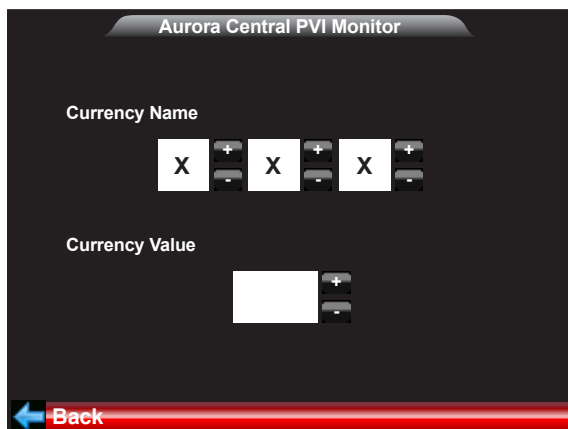 Aurora Central PVI Monitor
Currency Name
X + X + X +
- - -
Currency Value
+
-
Back